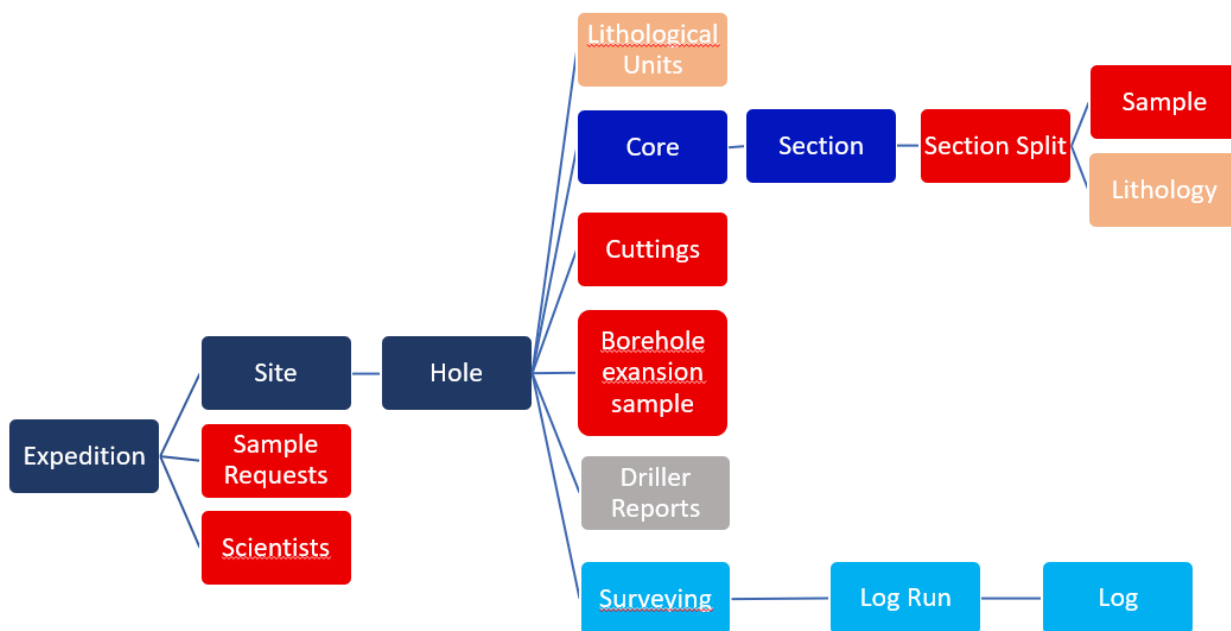 Lithological
Units
Core
Section
Section Split
Sample
Lithology
Cuttings
Site
Hole
Borehole
exansion
sample
Expedition
Sample
Requests
Scientists
Driller
Reports
Surveying
Log Run
Log